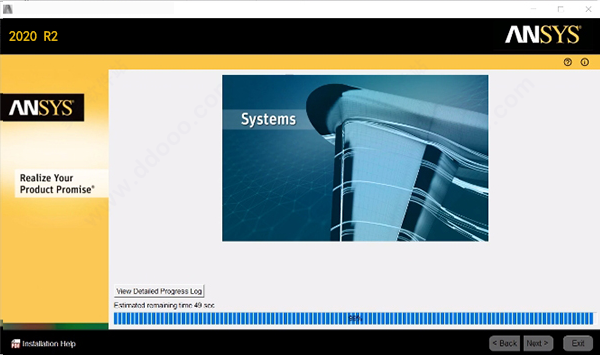 2020 R2
ANSYS
ANSYS
Systems
Realize Your
Product Promise®
View Detailed Progress Log
Estimated remaining time 49 sec
Installation Help
< Back
Next >
Exit